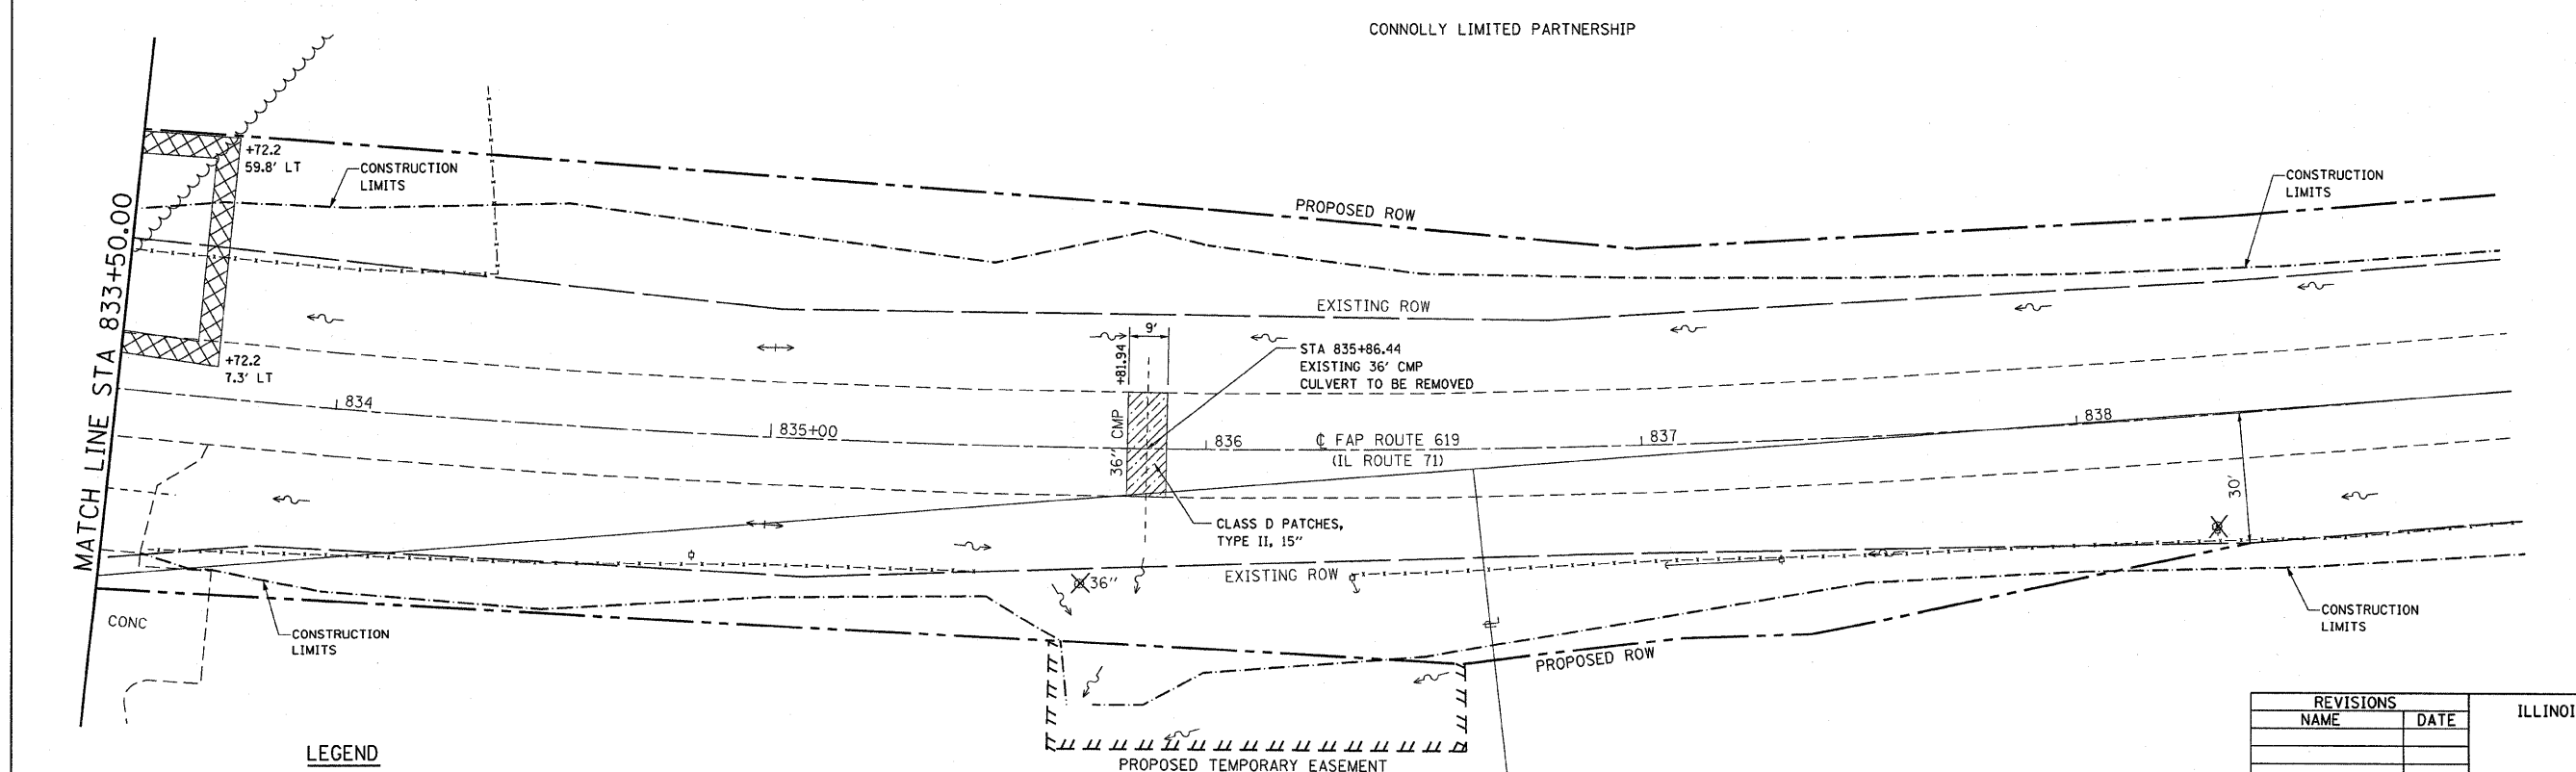 CONNOLLY LIMITED PARTNERSHIP
MATCH LINE STA 833+50.00
+72.2
59.8' LT
CONSTRUCTION
LIMITS
PROPOSED ROW
CONSTRUCTION
LIMITS
EXISTING ROW
9'
+81.94
STA 835+86.44
EXISTING 36' CMP
CULVERT TO BE REMOVED
+72.2
7.3' LT
834
835+00
36" CMP
836
℄ FAP ROUTE 619
(IL ROUTE 71)
837
838
30'
CLASS D PATCHES,
TYPE II, 15"
EXISTING ROW
36"
CONC
CONSTRUCTION
LIMITS
CONSTRUCTION
LIMITS
PROPOSED ROW
LEGEND
PROPOSED TEMPORARY EASEMENT
REVISIONS
NAME
DATE
ILLINOI